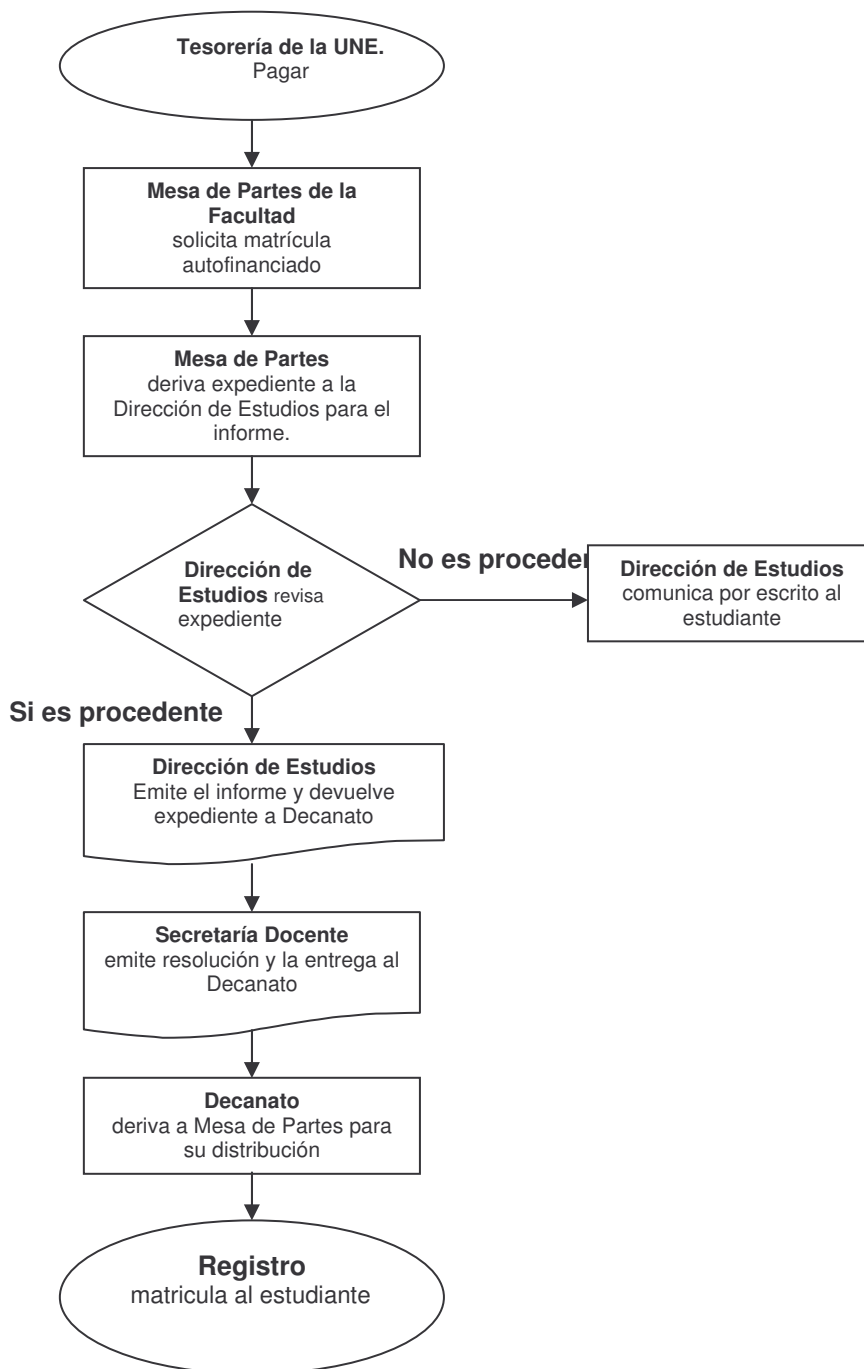 Tesorería de la UNE.
Pagar
Mesa de Partes de la
Facultad
solicita matrícula
autofinanciado
Mesa de Partes
deriva expediente a la
Dirección de Estudios para el
informe.
Dirección de
Estudios revisa
expediente
No es proceden
Dirección de Estudios
comunica por escrito al
estudiante
Si es procedente
Dirección de Estudios
Emite el informe y devuelve
expediente a Decanato
Secretaría Docente
emite resolución y la entrega al
Decanato
Decanato
deriva a Mesa de Partes para
su distribución
Registro
matricula al estudiante